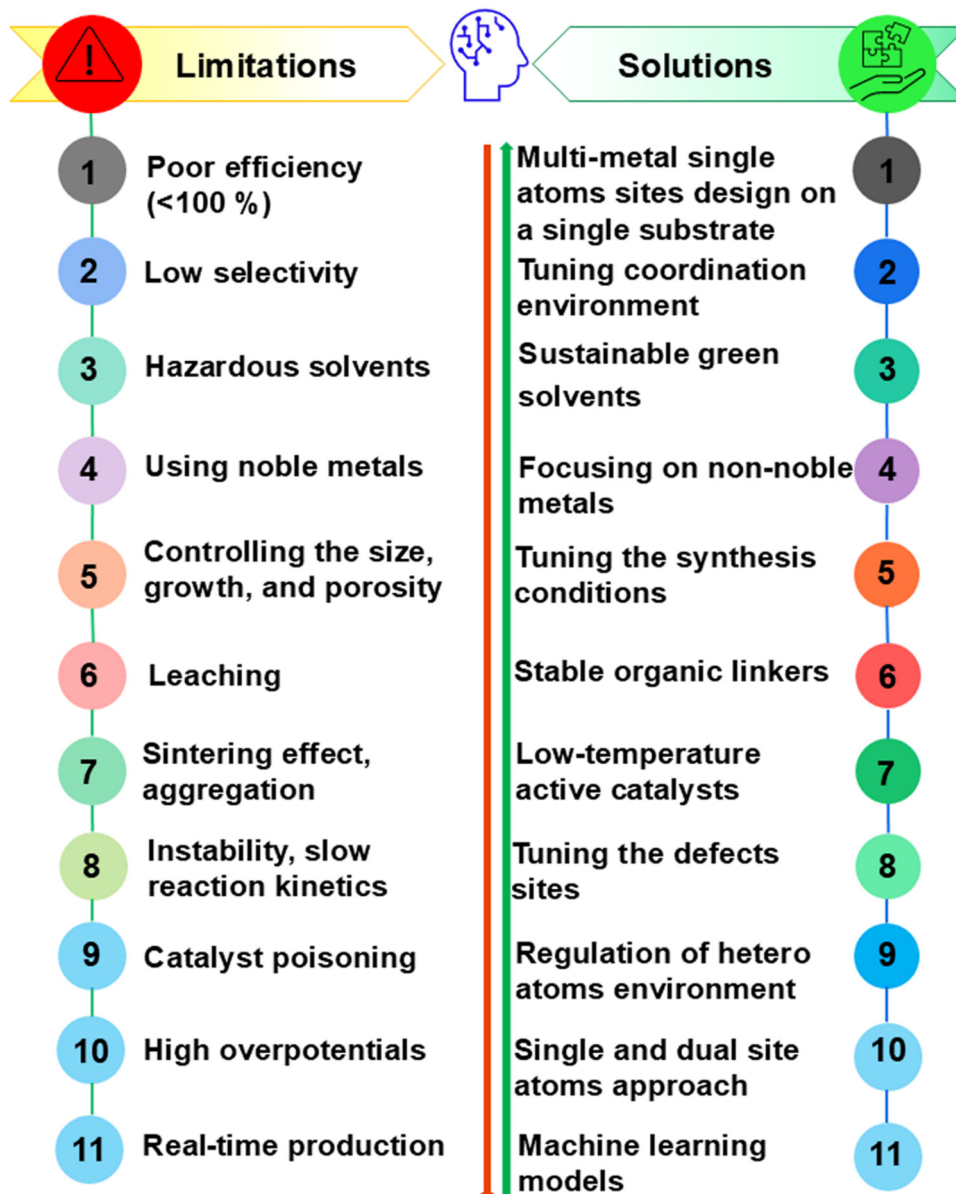 Limitations
Solutions
1
Poor efficiency
(<100 %)
Multi-metal single
atoms sites design on
a single substrate
1
2
Low selectivity
Tuning coordination
environment
2
3
Hazardous solvents
Sustainable green
solvents
3
4
Using noble metals
Focusing on non-noble
metals
4
5
Controlling the size,
growth, and porosity
Tuning the synthesis
conditions
5
6
Leaching
Stable organic linkers
6
7
Sintering effect,
aggregation
Low-temperature
active catalysts
7
8
Instability, slow
reaction kinetics
Tuning the defects
sites
8
9
Catalyst poisoning
Regulation of hetero
atoms environment
9
10
High overpotentials
Single and dual site
atoms approach
10
11
Real-time production
Machine learning
models
11